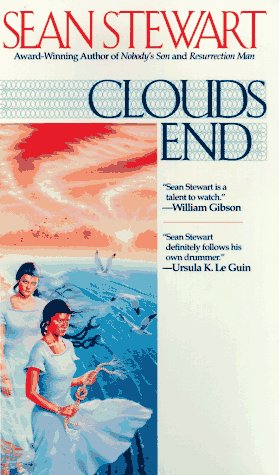 SEAN STEWART
Award-Winning Author of Nobody's Son and Resurrection Man
CLOUDS
END
"Sean Stewart is a
talent to watch."
—William Gibson
"Sean Stewart
definitely follows his
own drummer."
—Ursula K. Le Guin